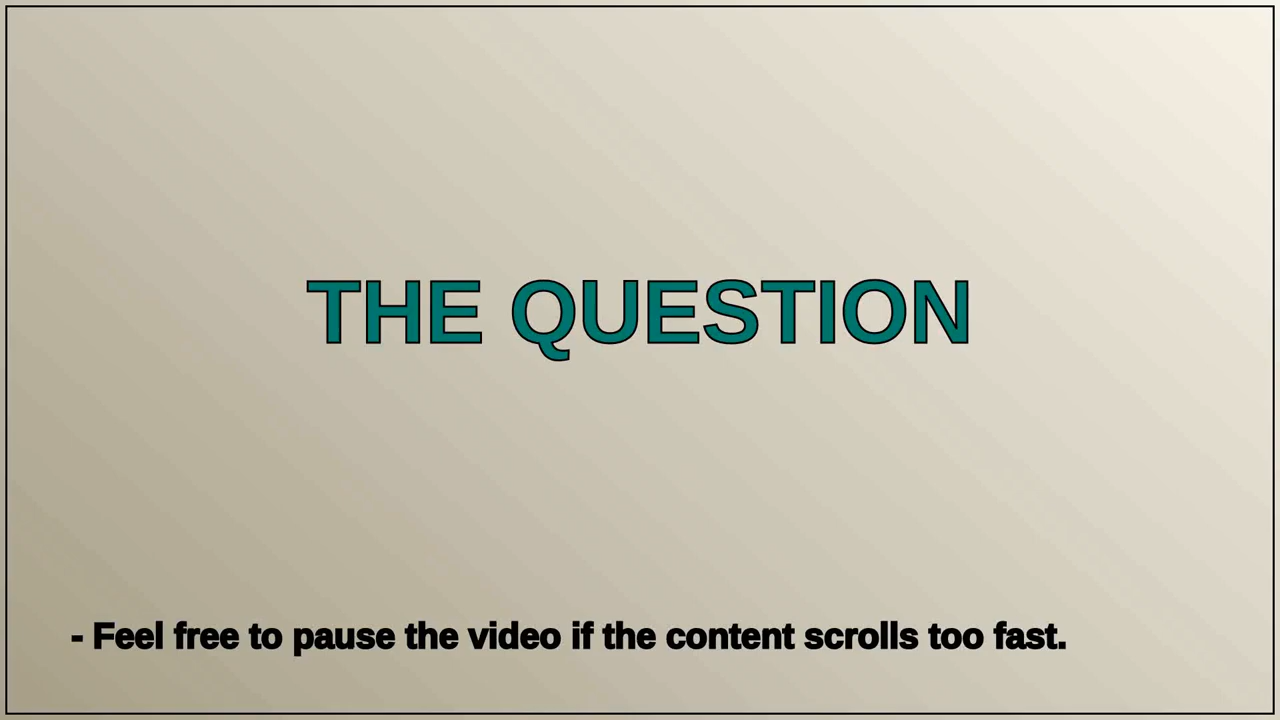 THE QUESTION
- Feel free to pause the video if the content scrolls too fast.